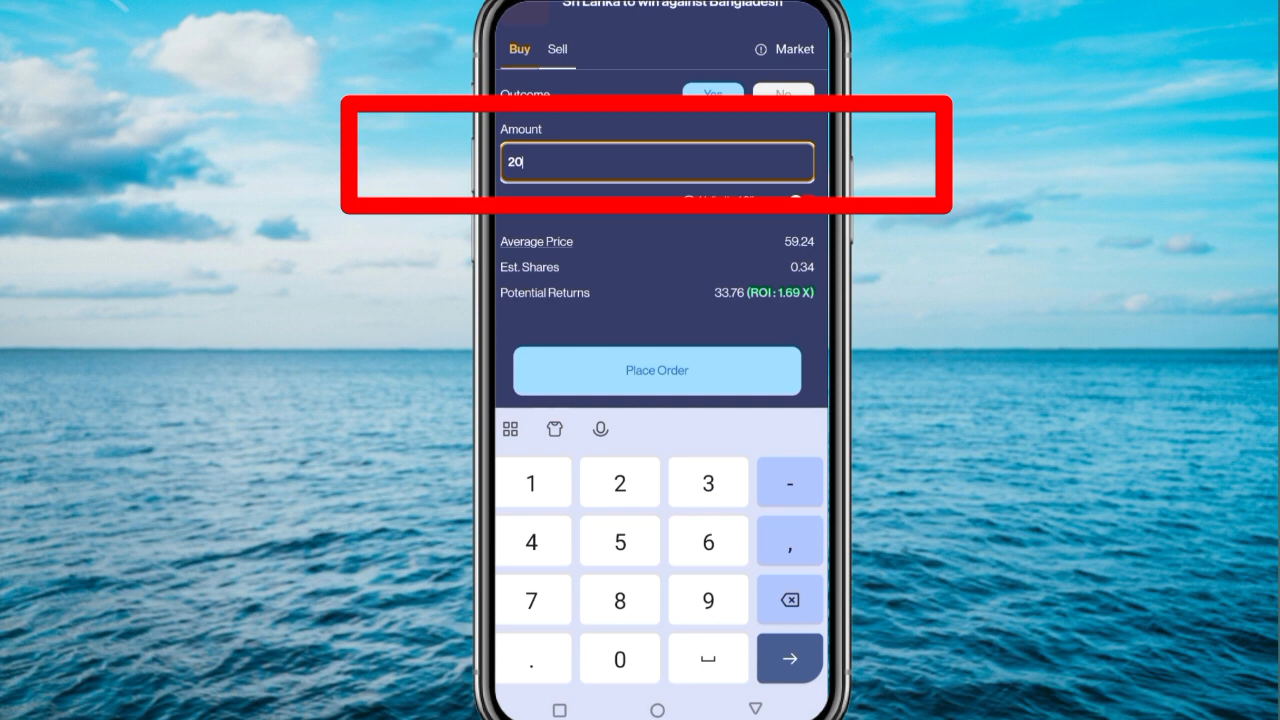 Sri Lanka to win against Bangladesh
Buy Sell Market
Outcome Yes No
Amount
20
Average Price 59.24
Est. Shares 0.34
Potential Returns 33.76 (ROI : 1.69 X)
Place Order
1 2 3 -
4 5 6 ,
7 8 9
. 0